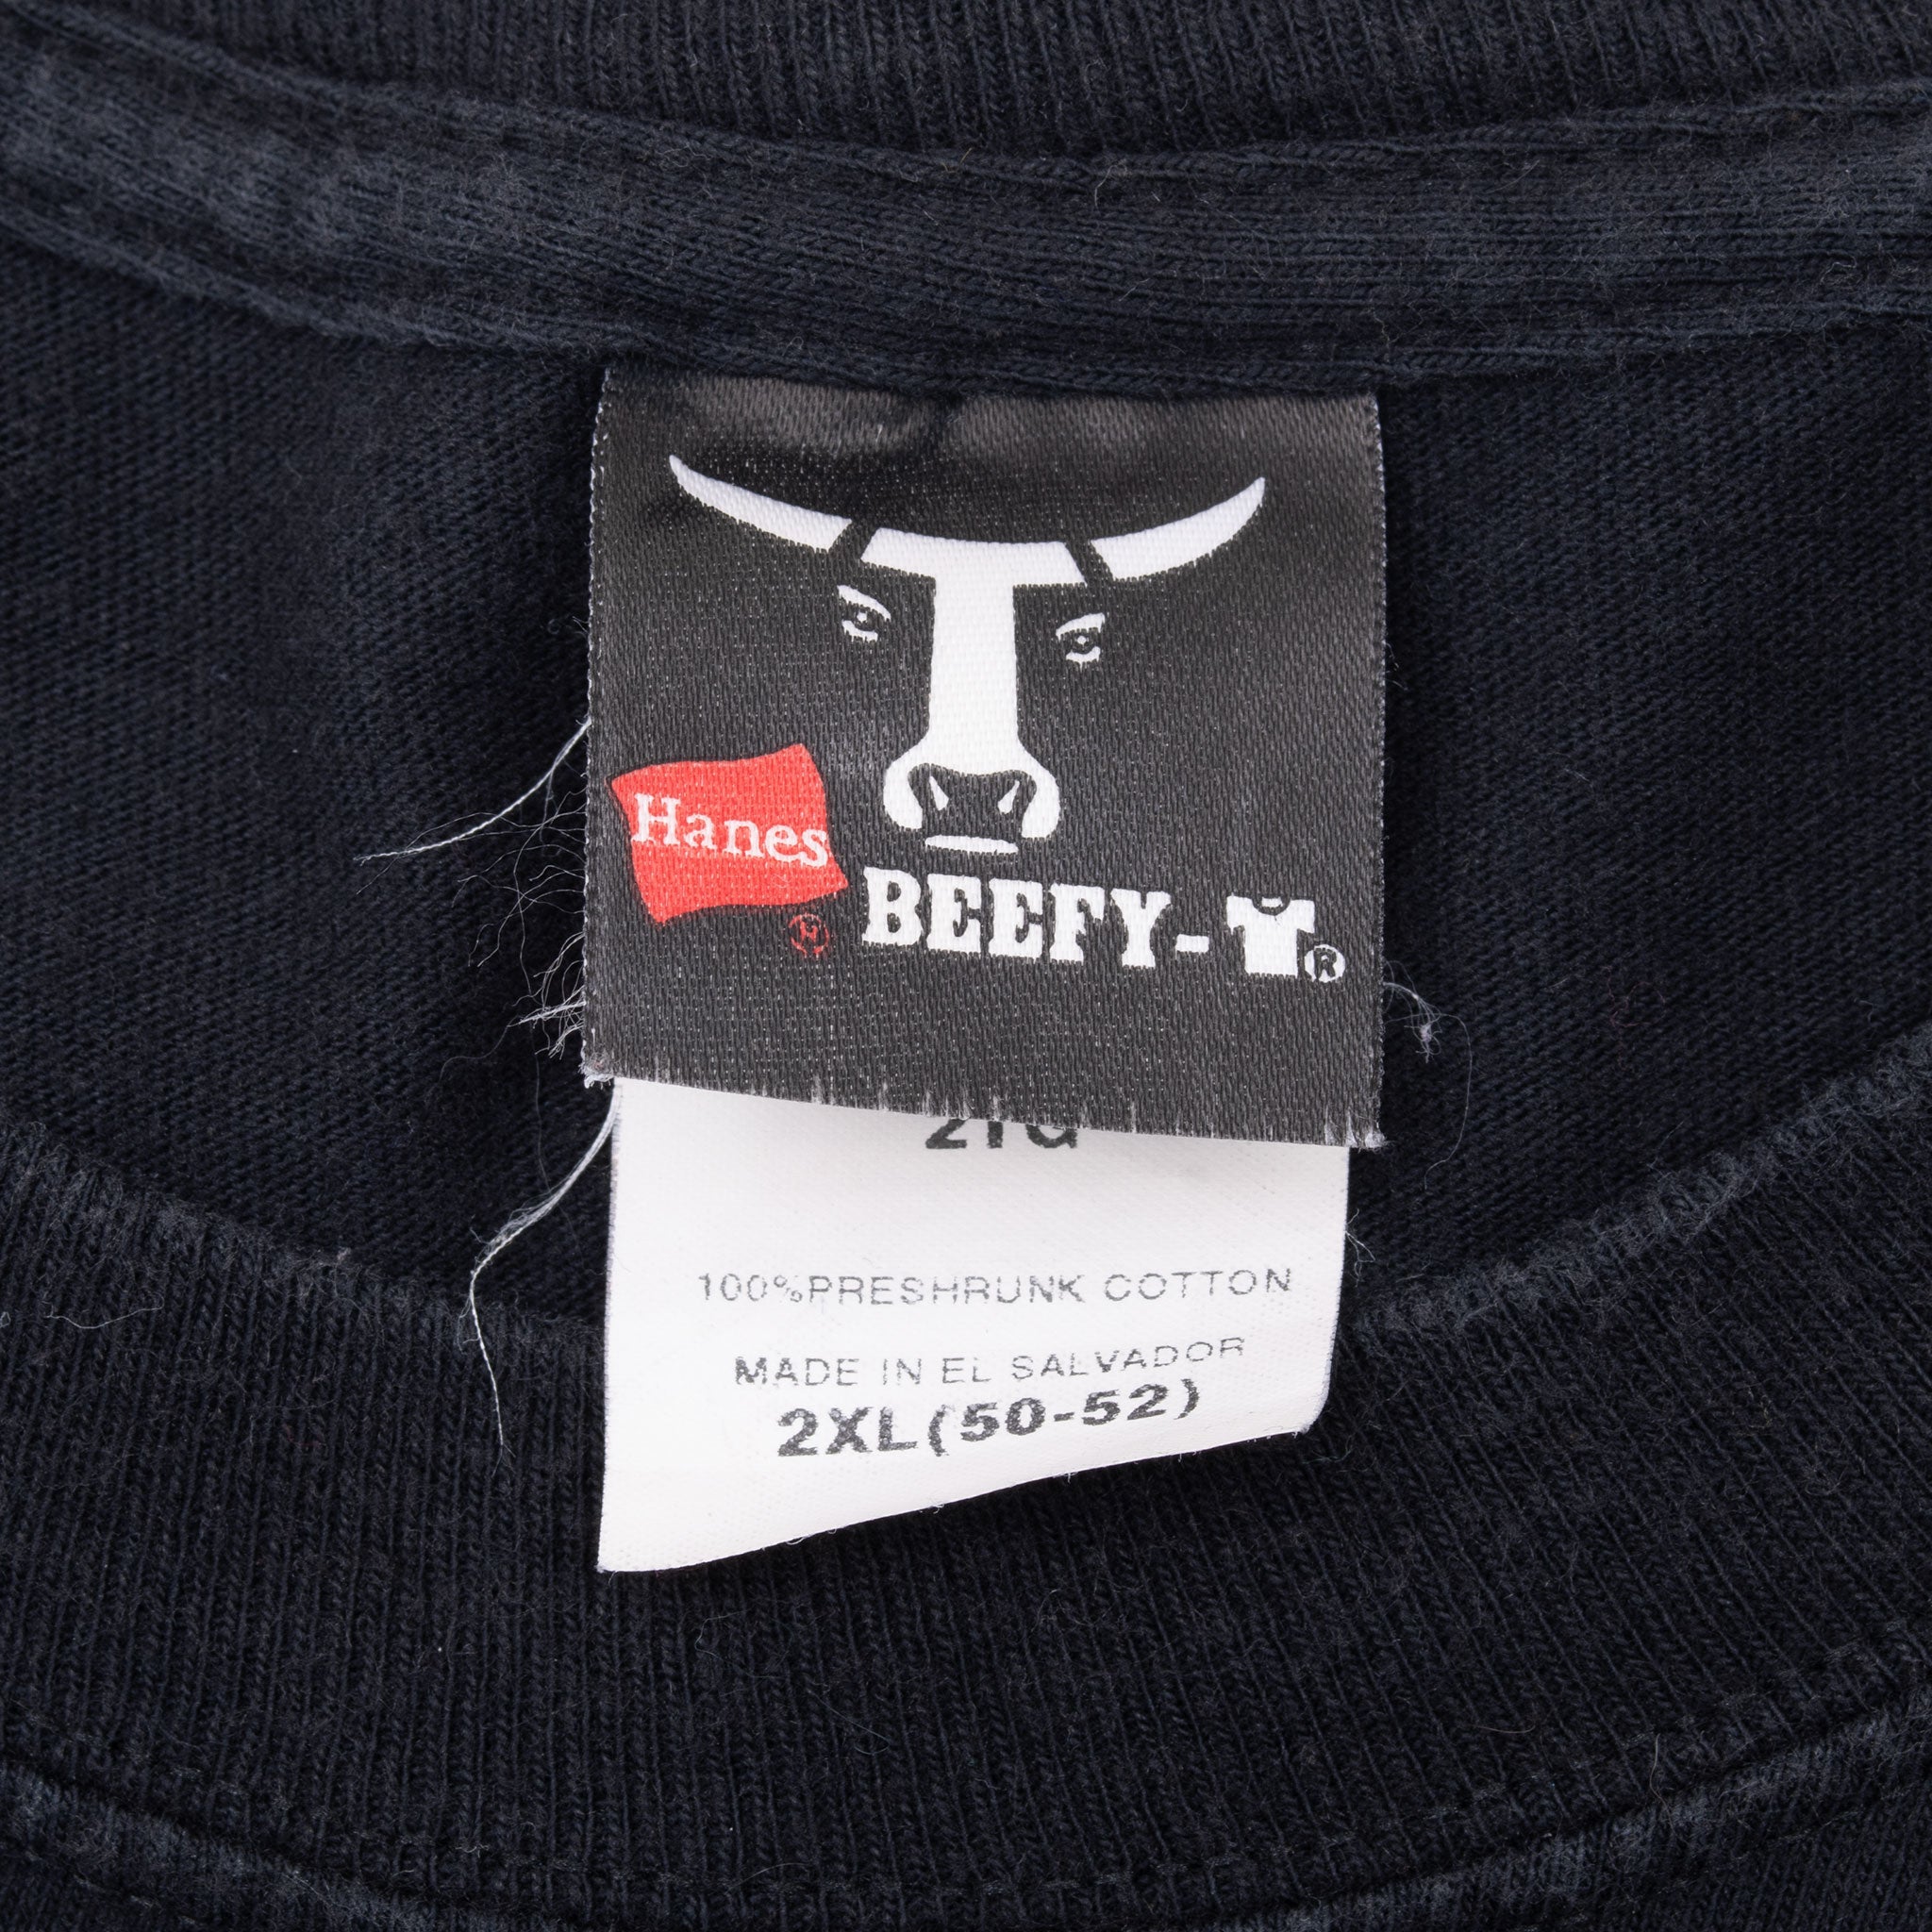 Hanes
BEEFY-T®
100%PRESHRUNK COTTON
MADE IN EL SALVADOR
2XL(50-52)